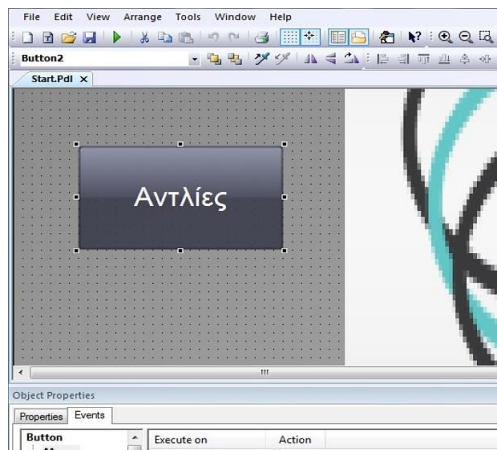 File Edit View Arrange Tools Window Help
Button2
Start.Pdl X
Αντλίες
Object Properties
Properties Events
Button
Execute on Action